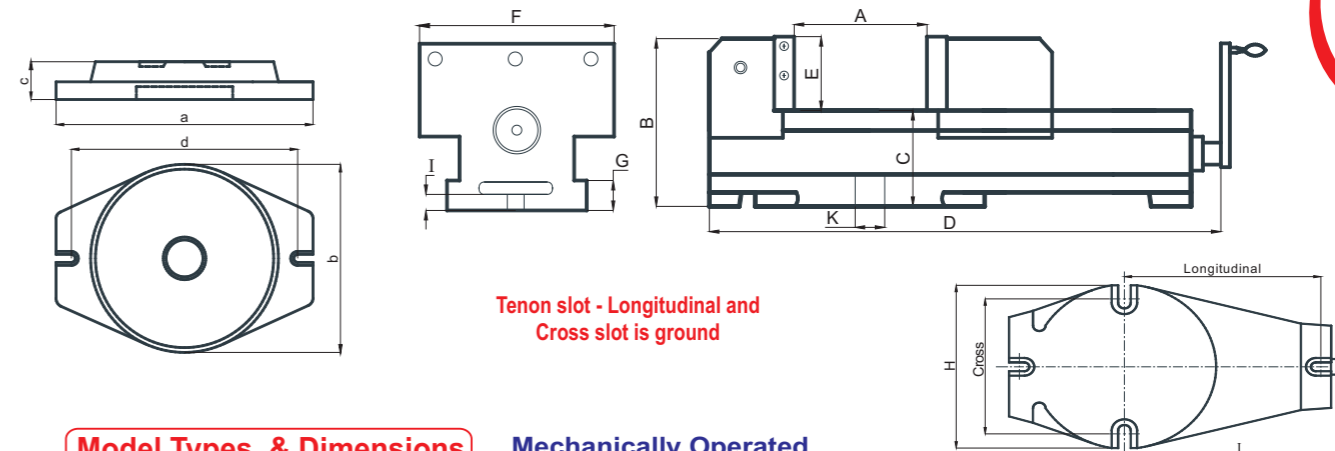 A
F
E
B
C
c
a
d
b
I
G
K
D
Tenon slot - Longitudinal and
Cross slot is ground
Longitudinal
Cross
H
Model Types & Dimensions
Mechanically Operated